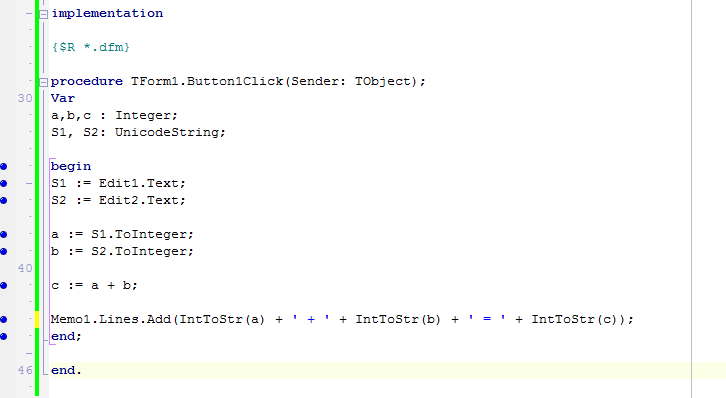 implementation
{$R *.dfm}
procedure TForm1.Button1Click(Sender: TObject);
30 Var
a,b,c : Integer;
S1, S2: UnicodeString;
begin
S1 := Edit1.Text;
S2 := Edit2.Text;
a := S1.ToInteger;
b := S2.ToInteger;
40
c := a + b;
Memo1.Lines.Add(IntToStr(a) + ' + ' + IntToStr(b) + ' = ' + IntToStr(c));
end;
46 end.